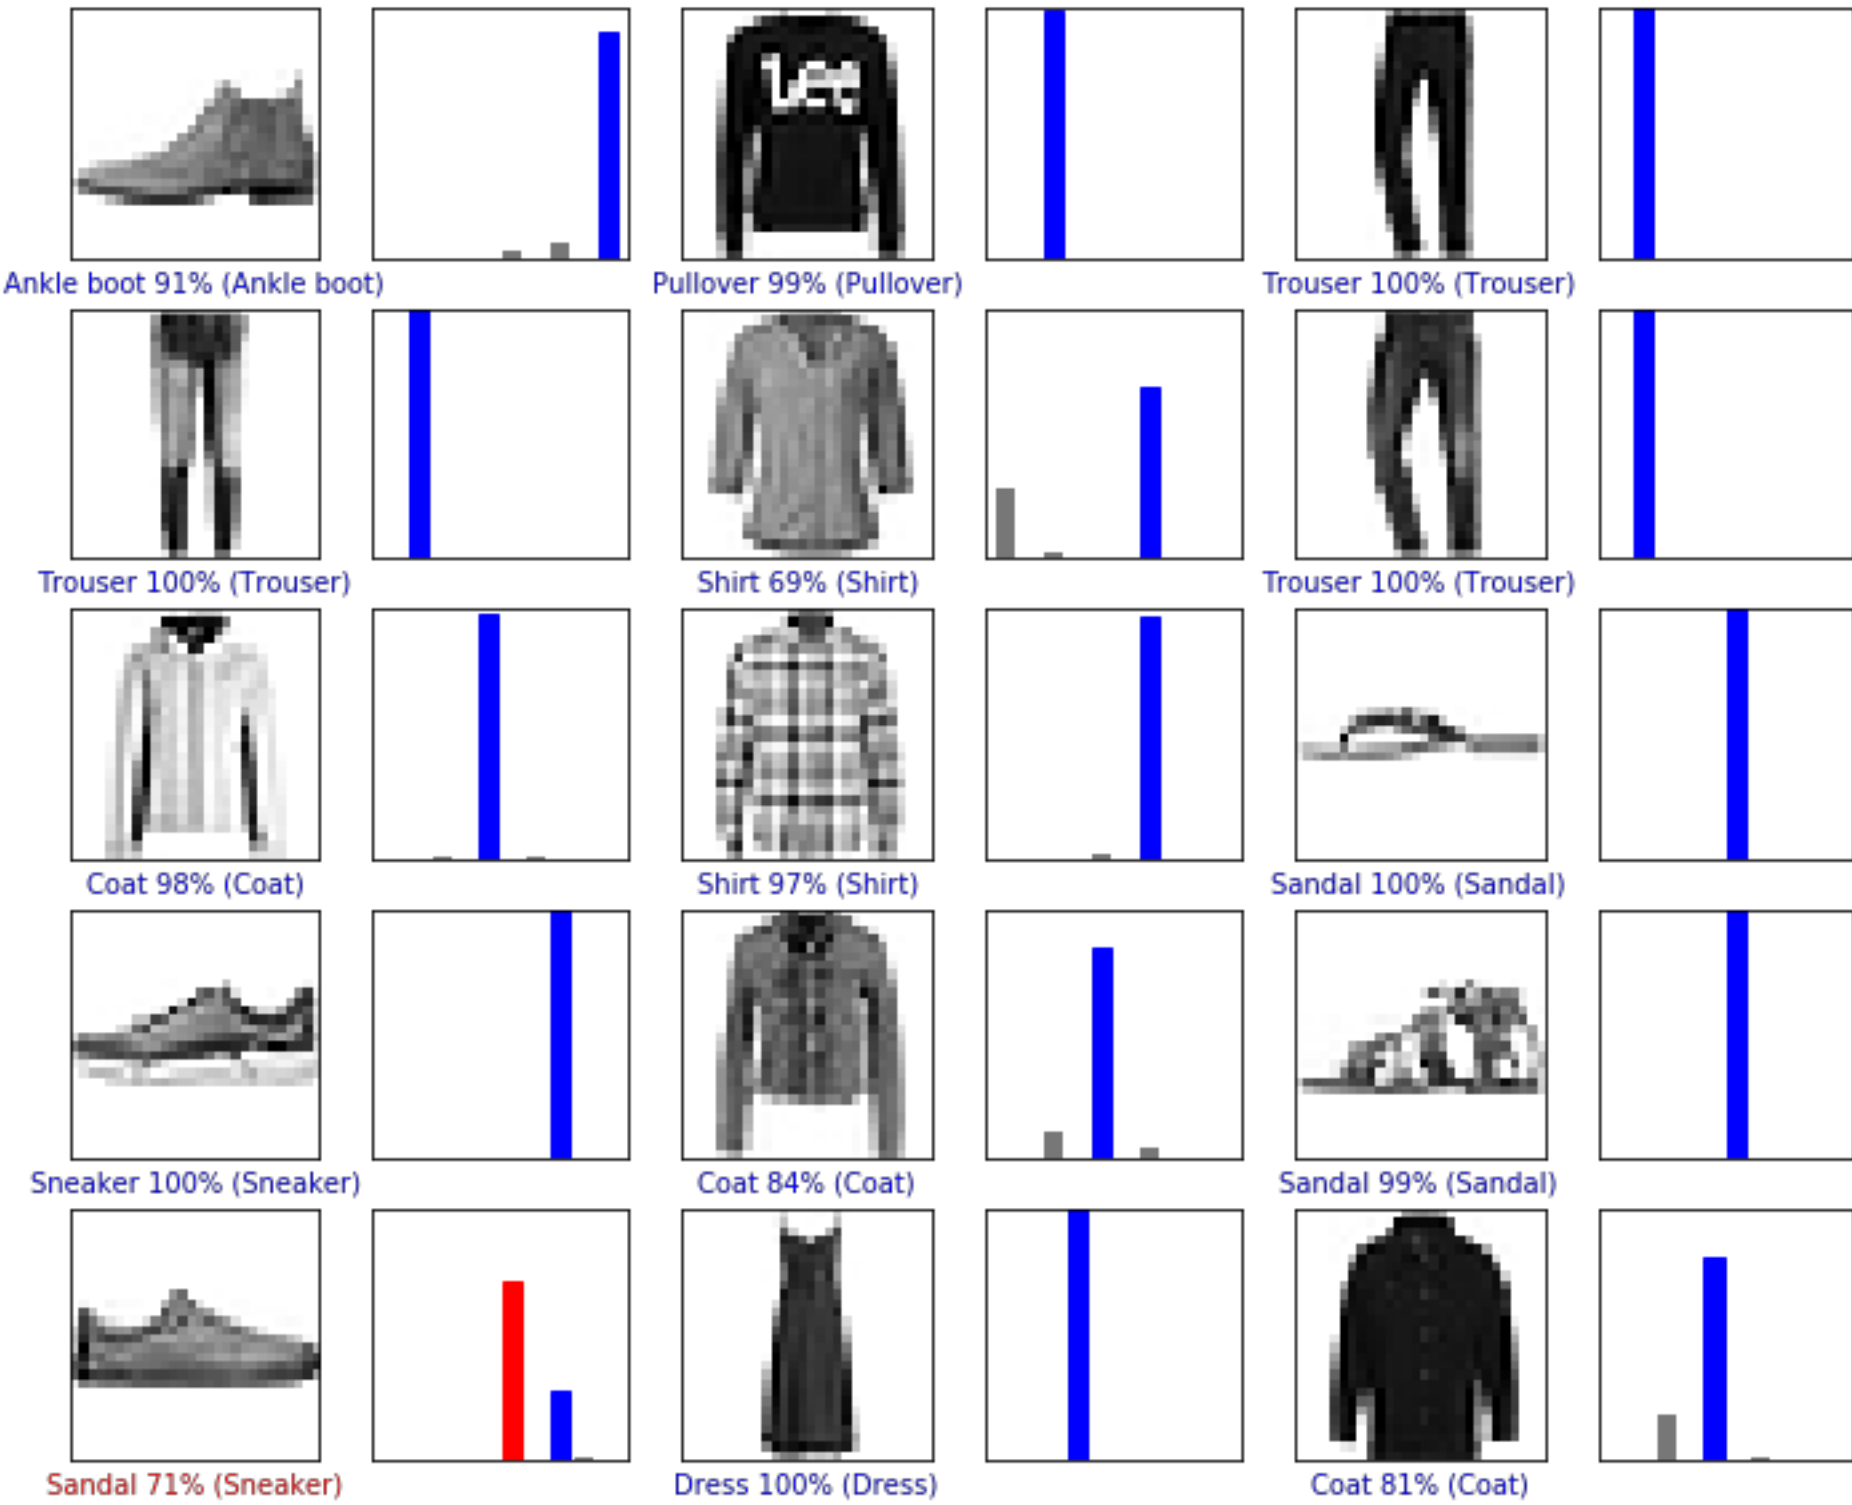 Ankle boot 91% (Ankle boot)
Pullover 99% (Pullover)
Trouser 100% (Trouser)
Trouser 100% (Trouser)
Shirt 69% (Shirt)
Trouser 100% (Trouser)
Coat 98% (Coat)
Shirt 97% (Shirt)
Sandal 100% (Sandal)
Sneaker 100% (Sneaker)
Coat 84% (Coat)
Sandal 99% (Sandal)
Sandal 71% (Sneaker)
Dress 100% (Dress)
Coat 81% (Coat)